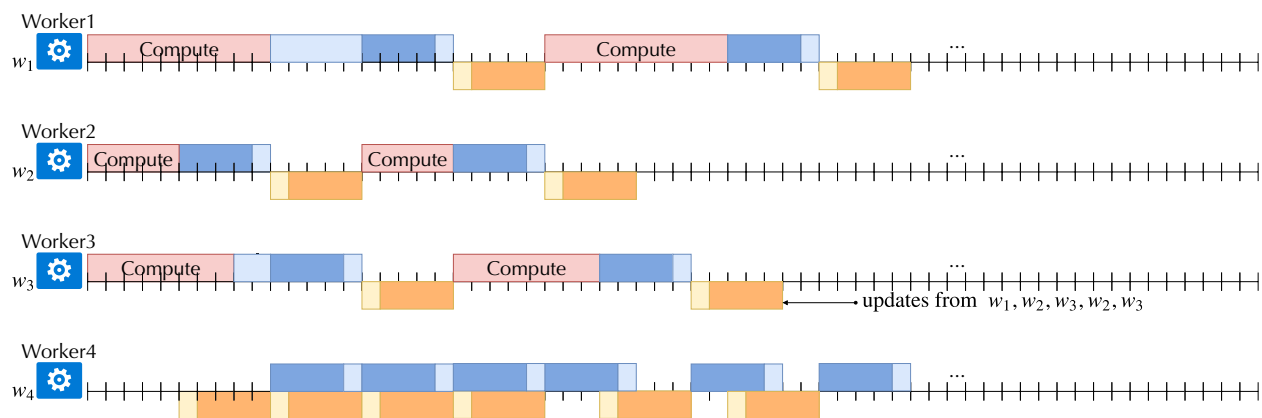 Worker1
w1 Compute Compute ...
Worker2
w2 Compute Compute ...
Worker3
w3 Compute Compute ...
updates from w1, w2, w3, w2, w3
Worker4
w4 ...